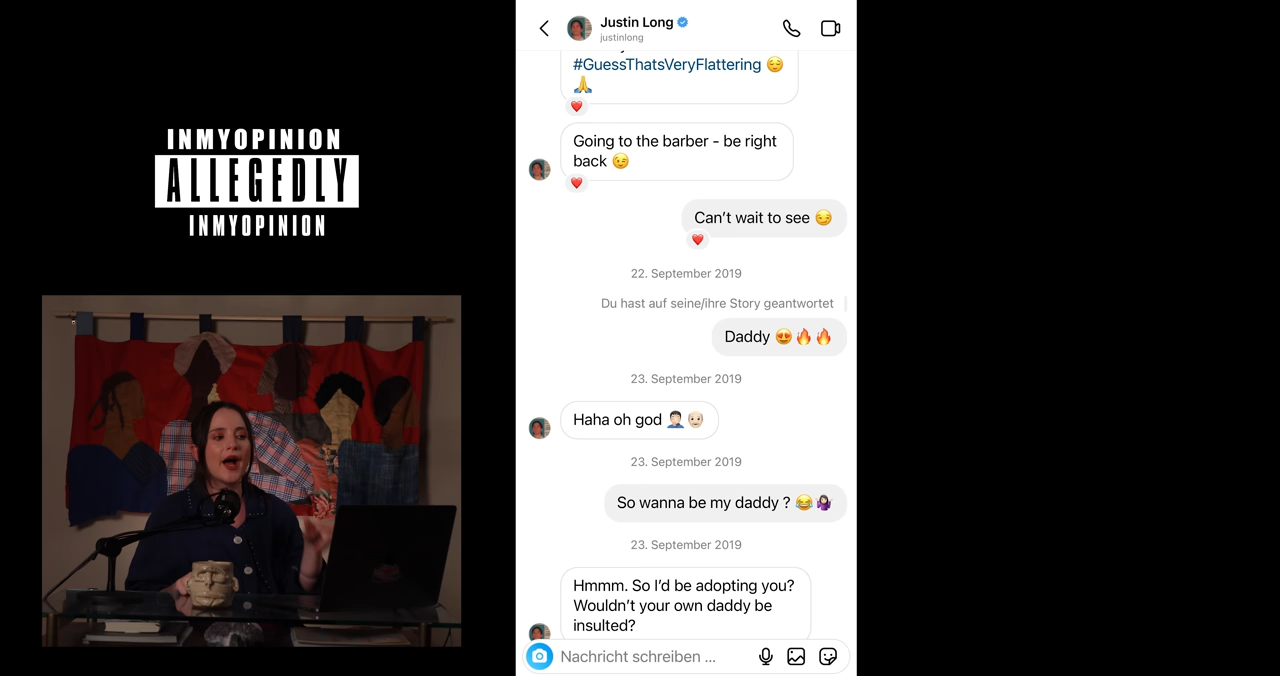 INMYOPINION
ALLEGEDLY
INMYOPINION
Justin Long
justinlong
#GuessThatsVeryFlattering 😌
🙏
Going to the barber - be right
back 😉
Can’t wait to see 😏
22. September 2019
Du hast auf seine/ihre Story geantwortet
Daddy 😍🔥🔥
23. September 2019
Haha oh god 🤦🏻‍♂️👴🏻
23. September 2019
So wanna be my daddy ? 😂🤷🏻‍♀️
23. September 2019
Hmmm. So I’d be adopting you?
Wouldn’t your own daddy be
insulted?
Nachricht schreiben ...